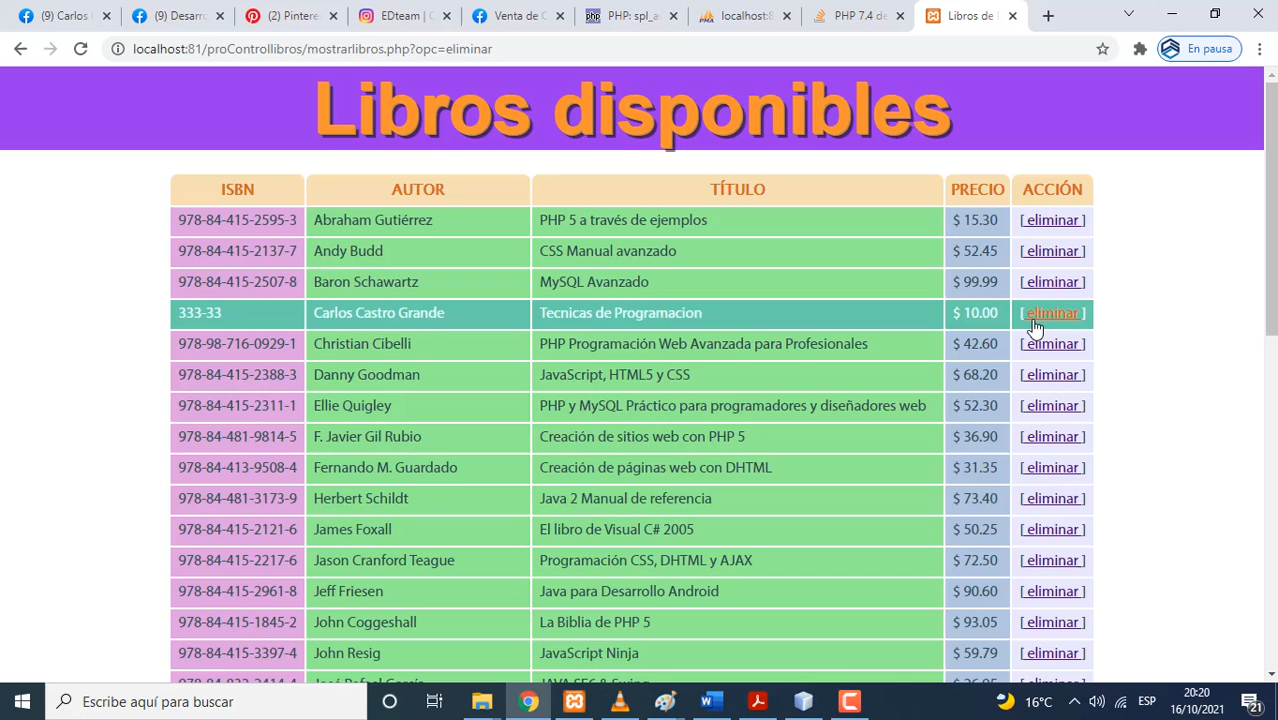 (9) Carlos
(9) Desarr
(2) Pintere
EDteam | C
Venta de C
PHP: spl_a
localhost:8
PHP 7.4 de
Libros de
localhost:81/proControllibros/mostrarlibros.php?opc=eliminar
En pausa
Libros disponibles
ISBN AUTOR TÍTULO PRECIO ACCIÓN
978-84-415-2595-3 Abraham Gutiérrez PHP 5 a través de ejemplos $ 15.30 [ eliminar ]
978-84-415-2137-7 Andy Budd CSS Manual avanzado $ 52.45 [ eliminar ]
978-84-415-2507-8 Baron Schawartz MySQL Avanzado $ 99.99 [ eliminar ]
333-33 Carlos Castro Grande Tecnicas de Programacion $ 10.00 [ eliminar ]
978-98-716-0929-1 Christian Cibelli PHP Programación Web Avanzada para Profesionales $ 42.60 [ eliminar ]
978-84-415-2388-3 Danny Goodman JavaScript, HTML5 y CSS $ 68.20 [ eliminar ]
978-84-415-2311-1 Ellie Quigley PHP y MySQL Práctico para programadores y diseñadores web $ 52.30 [ eliminar ]
978-84-481-9814-5 F. Javier Gil Rubio Creación de sitios web con PHP 5 $ 36.90 [ eliminar ]
978-84-413-9508-4 Fernando M. Guardado Creación de páginas web con DHTML $ 31.35 [ eliminar ]
978-84-481-3173-9 Herbert Schildt Java 2 Manual de referencia $ 73.40 [ eliminar ]
978-84-415-2121-6 James Foxall El libro de Visual C# 2005 $ 50.25 [ eliminar ]
978-84-415-2217-6 Jason Cranford Teague Programación CSS, DHTML y AJAX $ 72.50 [ eliminar ]
978-84-415-2961-8 Jeff Friesen Java para Desarrollo Android $ 90.60 [ eliminar ]
978-84-415-1845-2 John Coggeshall La Biblia de PHP 5 $ 93.05 [ eliminar ]
978-84-415-3397-4 John Resig JavaScript Ninja $ 59.79 [ eliminar ]
Escribe aquí para buscar
16°C
ESP
20:20
16/10/2021
21